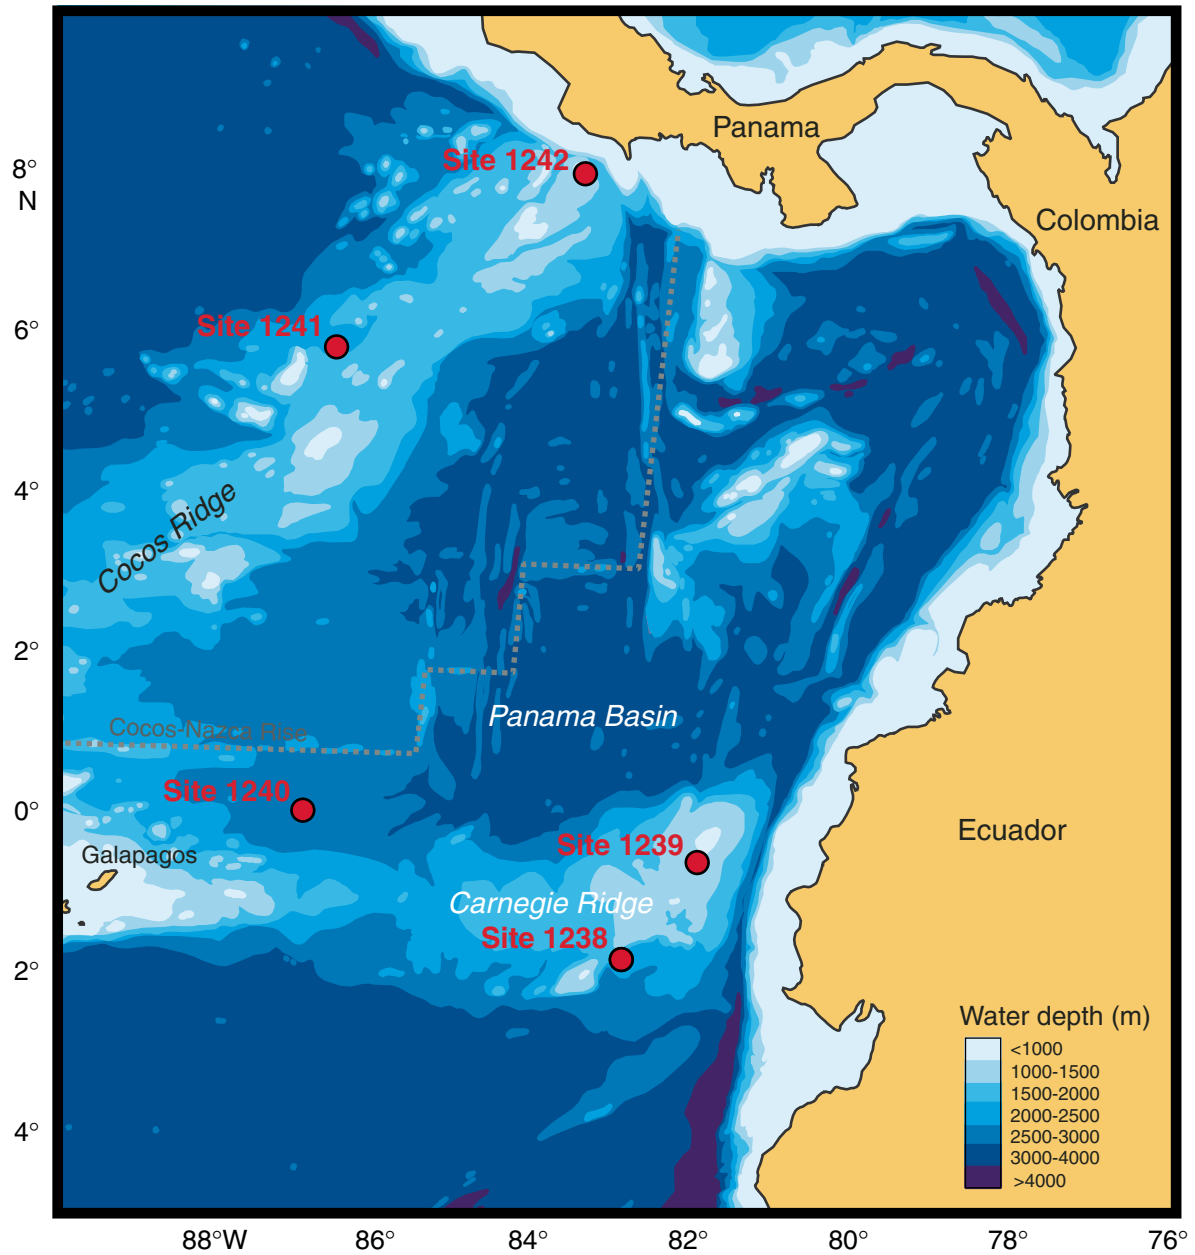 Panama
Site 1242
8°
N
Colombia
Site 1241
6°
4°
Cocos Ridge
2°
Panama Basin
Cocos-Nazca Rise
Site 1240
0°
Ecuador
Site 1239
Galapagos
Carnegie Ridge
Site 1238
2°
Water depth (m)
<1000
1000-1500
1500-2000
2000-2500
2500-3000
3000-4000
>4000
4°
88°W
86°
84°
82°
80°
78°
76°